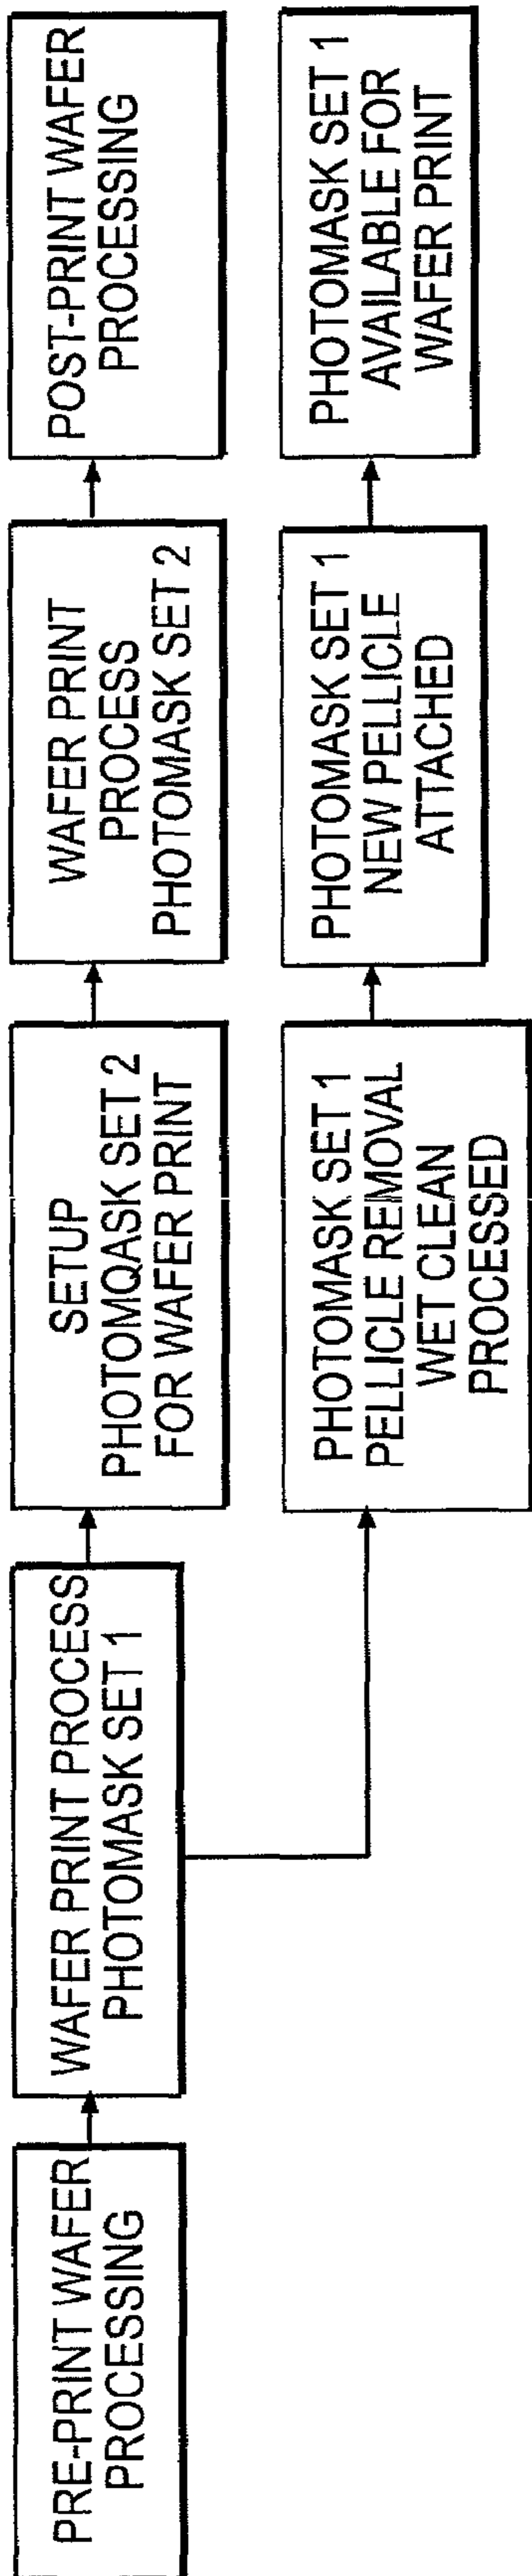 PRE-PRINT WAFER
PROCESSING
WAFER PRINT PROCESS
PHOTOMASK SET 1
SETUP
PHOTOMQASK SET 2
FOR WAFER PRINT
WAFER PRINT
PROCESS
PHOTOMASK SET 2
POST-PRINT WAFER
PROCESSING
PHOTOMASK SET 1
PELLICLE REMOVAL
WET CLEAN
PROCESSED
PHOTOMASK SET 1
NEW PELLICLE
ATTACHED
PHOTOMASK SET 1
AVAILABLE FOR
WAFER PRINT